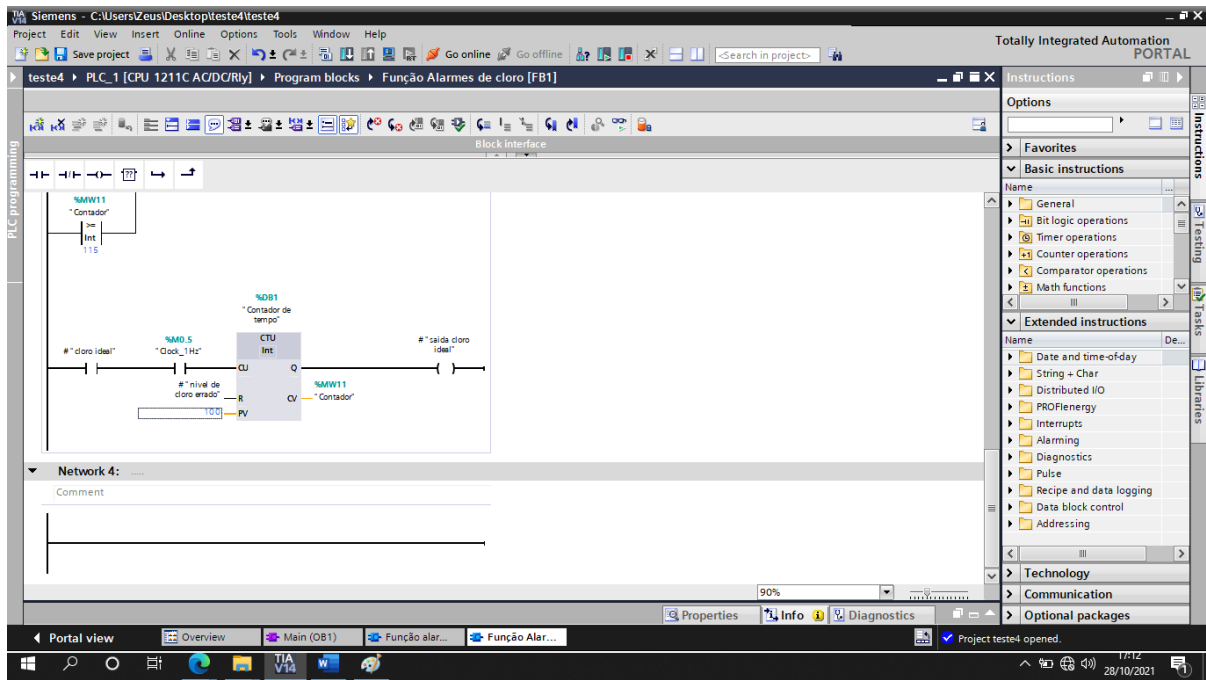 TIA V14 Siemens - C:\Users\Zeus\Desktop\teste4\teste4
Project Edit View Insert Online Options Tools Window Help
Totally Integrated Automation
PORTAL
Save project Go online Go offline <Search in project>
teste4 PLC_1 [CPU 1211C AC/DC/Rly] Program blocks Função Alarmes de cloro [FB1]
Instructions
Options
Block interface
PLC programming
%MW11
"Contador"
>=
Int
115
%DB1
"Contador de
tempo"
CTU
Int
#"cloro ideal"
%M0.5
"Clock_1Hz"
#"saida cloro
ideal"
CU Q
#"nivel de
cloro errado"
R CV
%MW11
"Contador"
100 PV
Network 4: .....
Comment
90%
Favorites
Basic instructions
Name ...
General
Bit logic operations
Timer operations
Counter operations
Comparator operations
Math functions
Extended instructions
Name De...
Date and time-of-day
String + Char
Distributed I/O
PROFIenergy
Interrupts
Alarming
Diagnostics
Pulse
Recipe and data logging
Data block control
Addressing
Technology
Communication
Optional packages
Instructions
Testing
Tasks
Libraries
Properties Info Diagnostics
Portal view Overview Main (OB1) Função alar... Função Alar...
Project teste4 opened.
TIA V14
17:12
28/10/2021
1